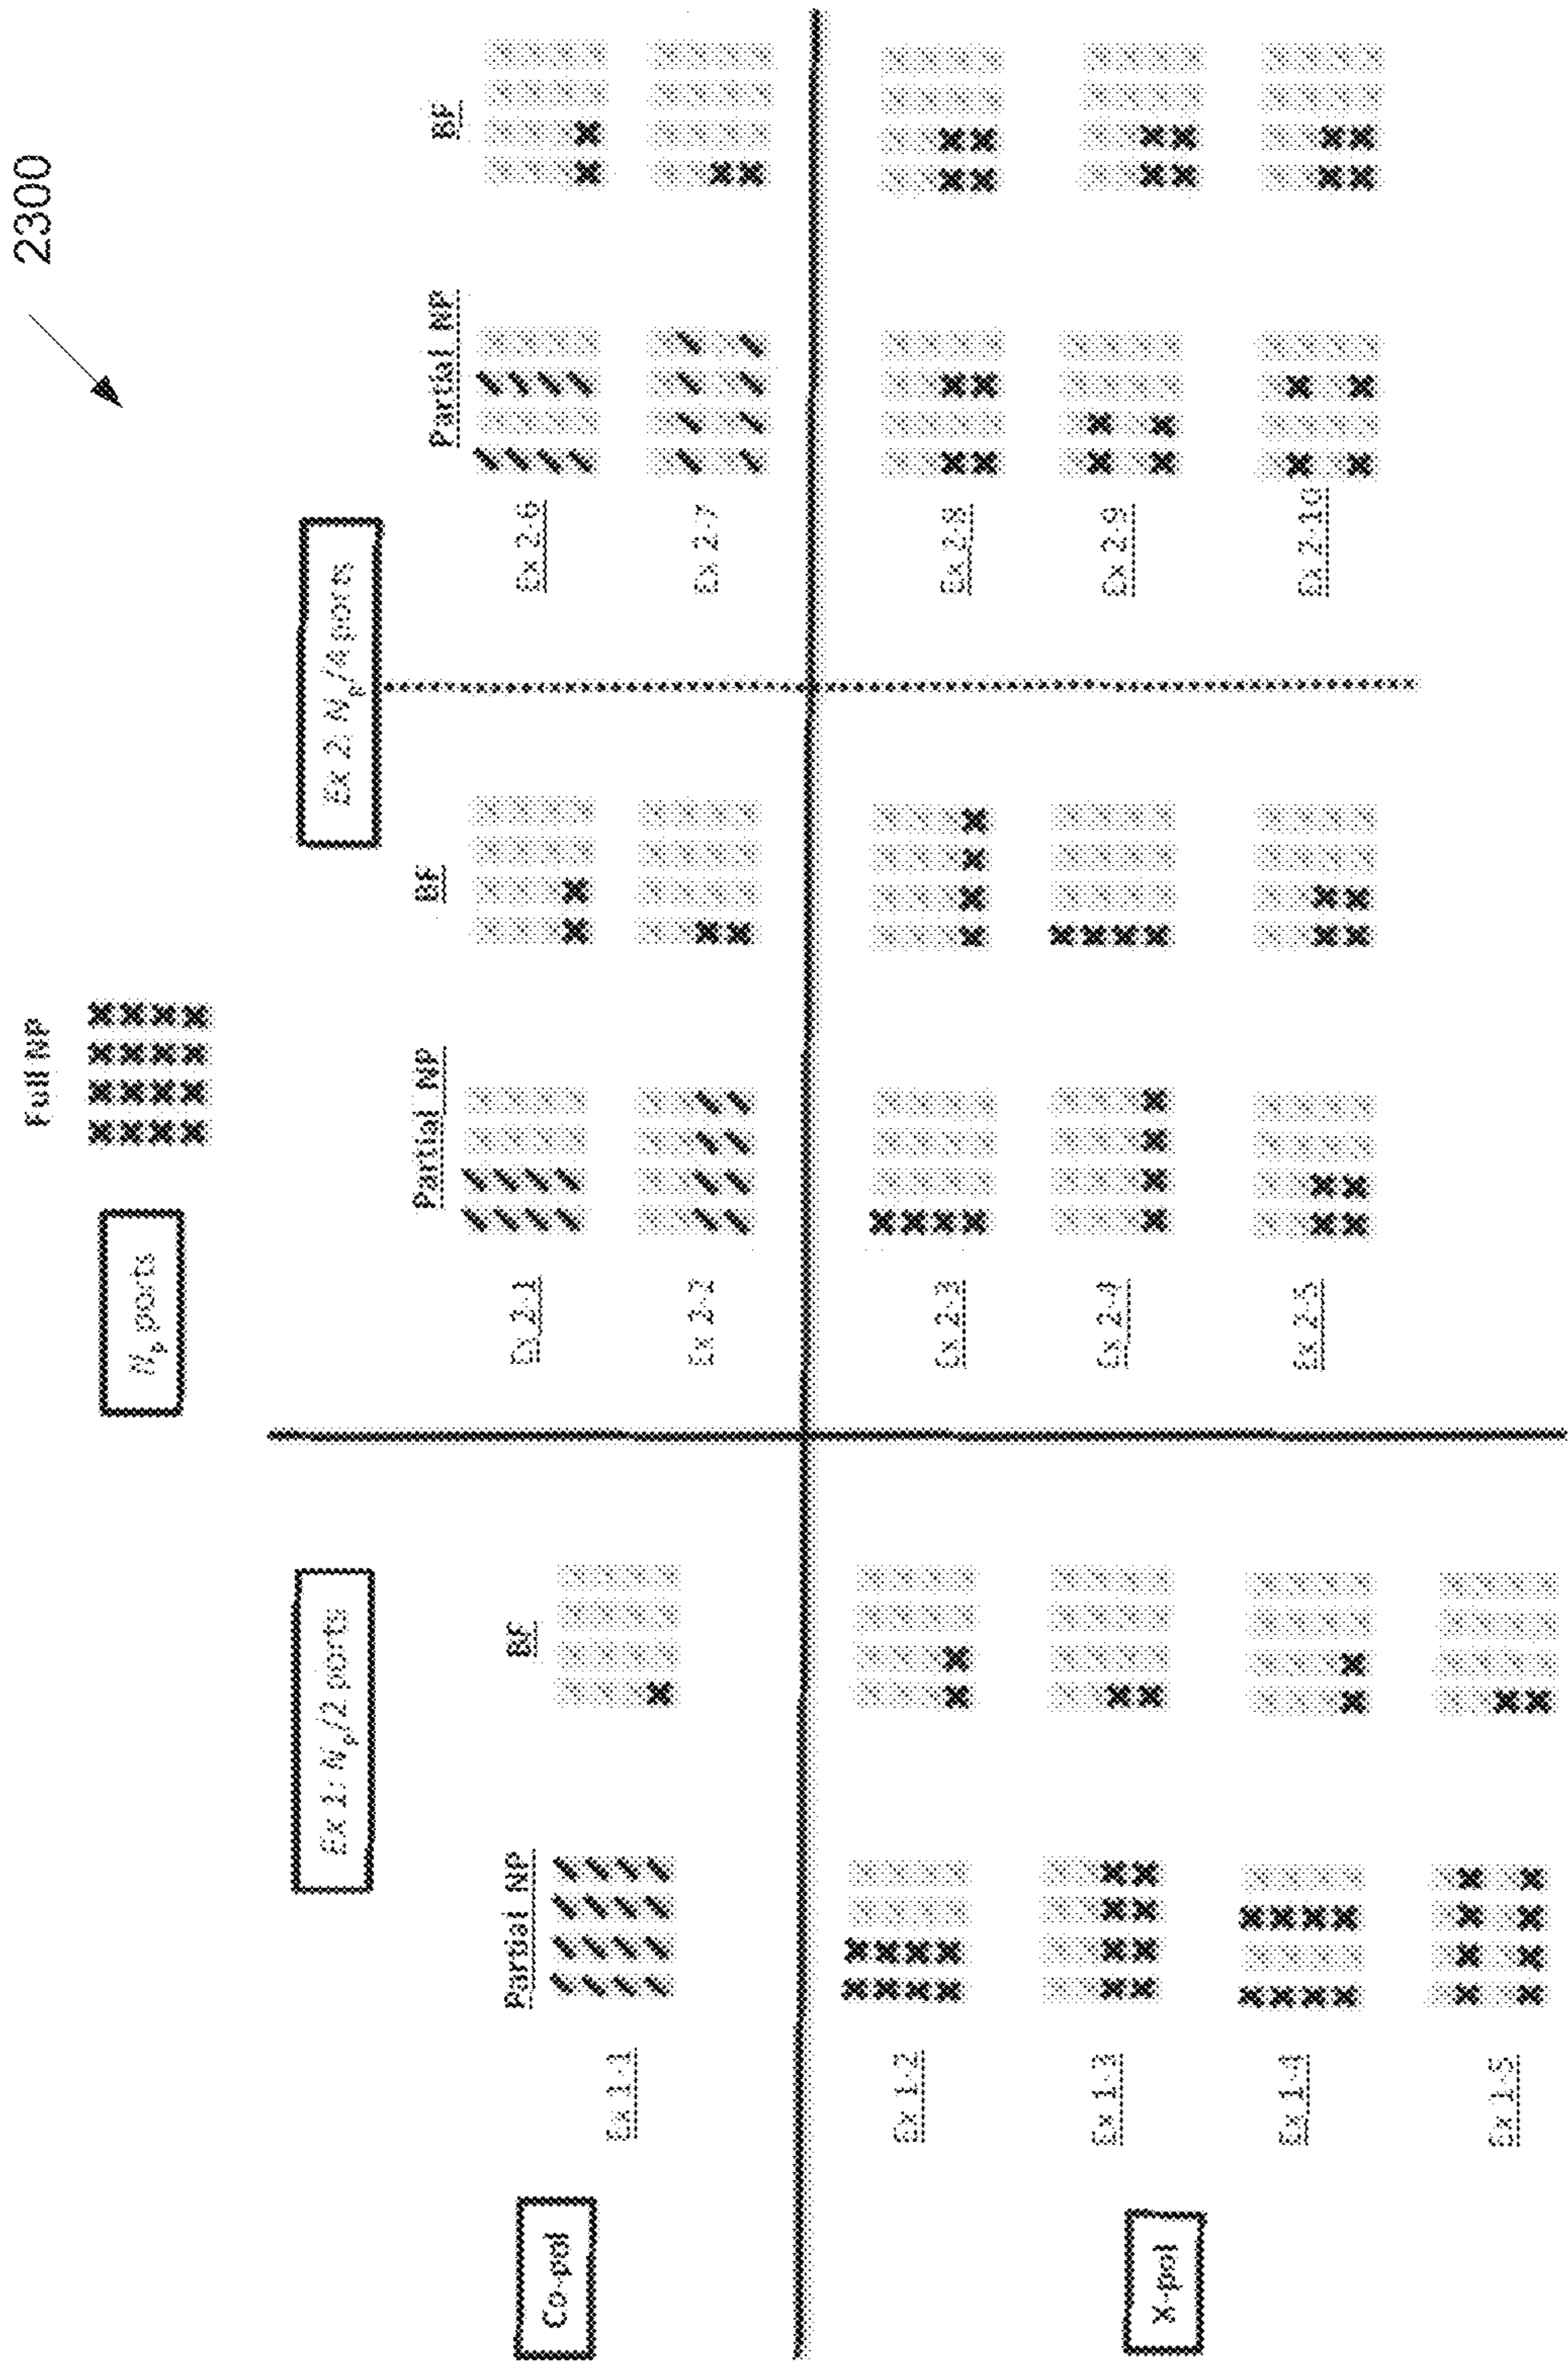 2300
Full NP
Np ports
Ex 1: Np/2 ports
Ex 2: Np/4 ports
Partial NP
BF
Partial NP
BF
Partial NP
BF
Co-pol
Ex 1-1
Ex 2-1
Ex 2-6
Ex 2-2
Ex 2-7
X-pol
Ex 1-2
Ex 2-3
Ex 2-8
Ex 1-3
Ex 2-4
Ex 2-9
Ex 1-4
Ex 2-5
Ex 2-10
Ex 1-5